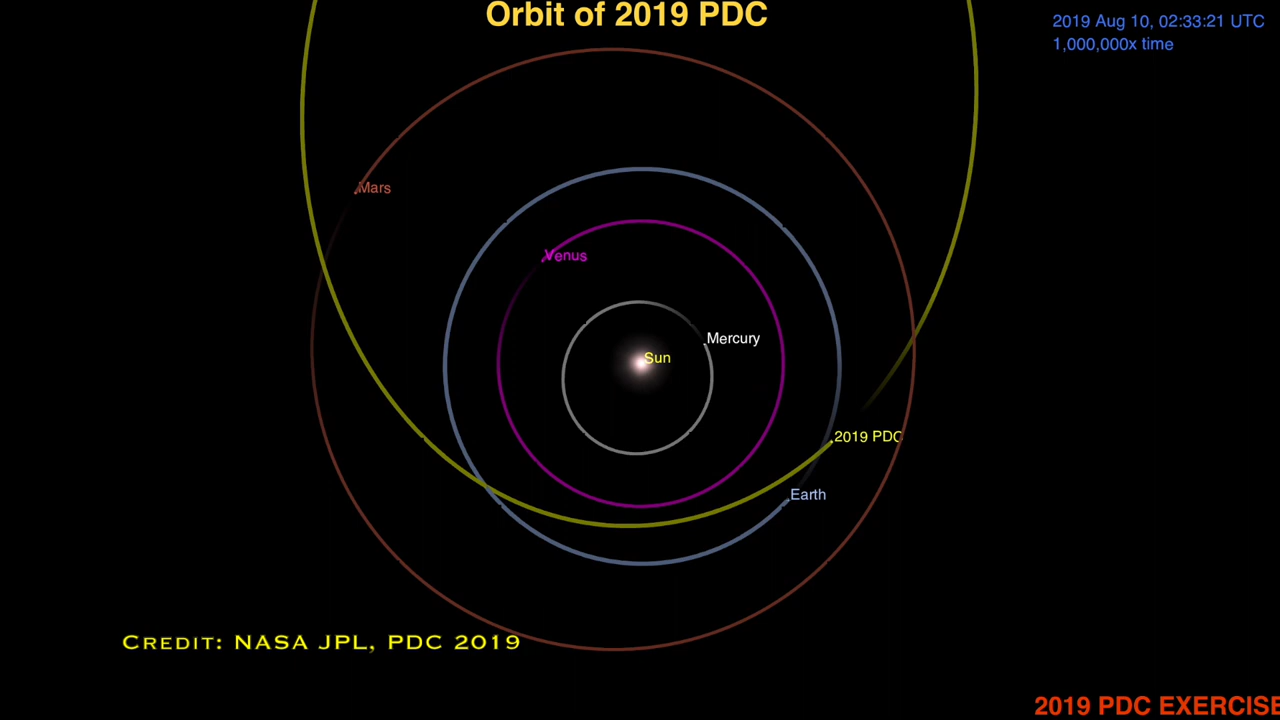 Orbit of 2019 PDC
2019 Aug 10, 02:33:21 UTC
1,000,000x time
Mars
Venus
Mercury
Sun
2019 PDC
Earth
CREDIT: NASA JPL, PDC 2019
2019 PDC EXERCISE